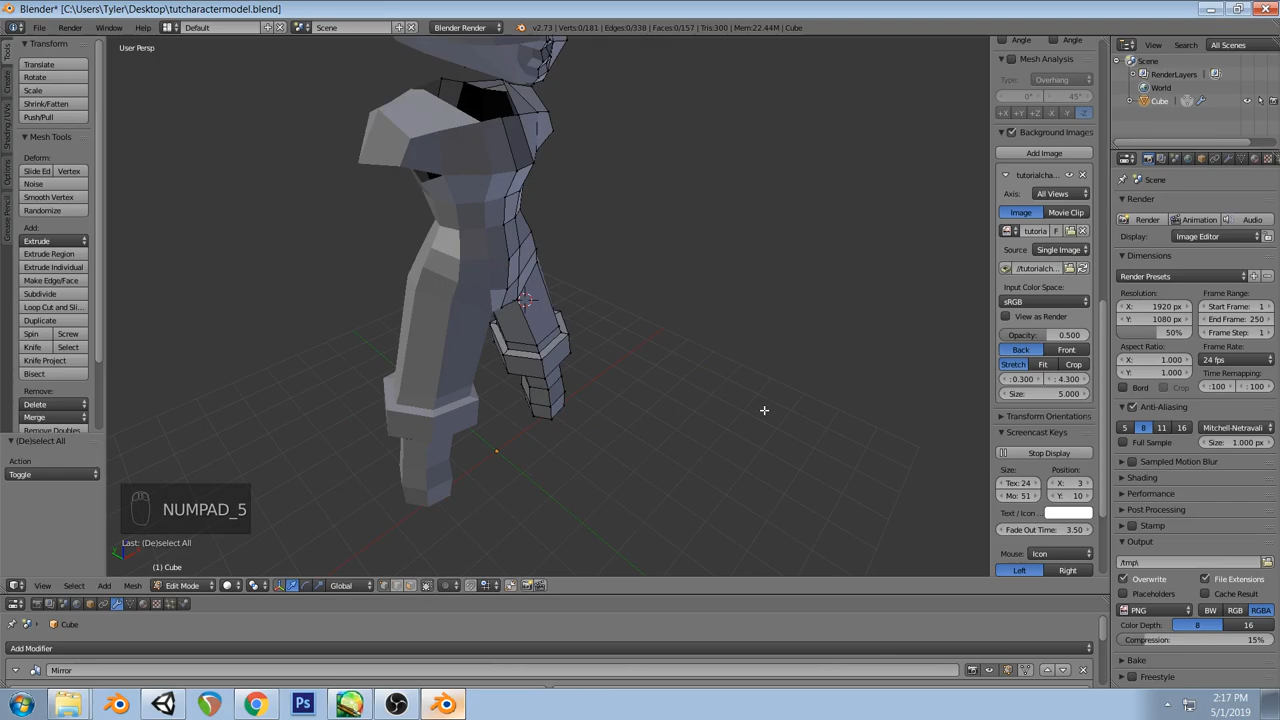 Blender* [C:\Users\Tyler\Desktop\tutcharactermodel.blend]
File Render Window Help Default Scene Blender Render v2.73 | Verts:0/181 | Edges:0/338 | Faces:0/157 | Tris:300 | Mem:22.44M | Cube
Tools
Create
Shading/UVs
Options
Grease Pencil
Transform
Translate
Rotate
Scale
Shrink/Fatten
Push/Pull
Mesh Tools
Deform:
Slide Ed Vertex
Noise
Smooth Vertex
Randomize
Add:
Extrude
Extrude Region
Extrude Individual
Make Edge/Face
Subdivide
Loop Cut and Sli...
Duplicate
Spin Screw
Knife Select
Knife Project
Bisect
Remove:
Delete
Merge
Remove Doubles
(De)select All
Action
Toggle
User Persp
NUMPAD_5
Last: (De)select All
(1) Cube
Angle Angle
Mesh Analysis
Type: Overhang
0° 45°
+X +Y +Z -X -Y -Z
Background Images
Add Image
tutorialcha...
Axis: All Views
Image Movie Clip
tutoria F
Source Single Image
//tutorialch...
Input Color Space:
sRGB
View as Render
Opacity: 0.500
Back Front
Stretch Fit Crop
:0.300 : 4.300
Size: 5.000
Transform Orientations
Screencast Keys
Stop Display
Size: Position:
Tex: 24 X: 3
Mo: 51 Y: 10
Text / Icon ...
Fade Out Time: 3.50
Mouse: Icon
Left Right
View Search All Scenes
Scene
RenderLayers
World
Cube
Scene
Render
Render Animation Audio
Display: Image Editor
Dimensions
Render Presets
Resolution: Frame Range:
1920 px Start Frame: 1
1080 px End Frame: 250
50% Frame Step: 1
Aspect Ratio: Frame Rate:
X: 1.000 24 fps
Y: 1.000 Time Remapping:
Bord Crop :100 : 100
Anti-Aliasing
5 8 11 16 Mitchell-Netravali
Full Sample Size: 1.000 px
Sampled Motion Blur
Shading
Performance
Post Processing
Stamp
Output
/tmp\
Overwrite File Extensions
Placeholders Cache Result
PNG BW RGB RGBA
Color Depth: 8 16
Compression: 15%
Bake
Freestyle
View Select Add Mesh Edit Mode Global
Cube
Add Modifier
Mirror
Ps
2:17 PM
5/1/2019